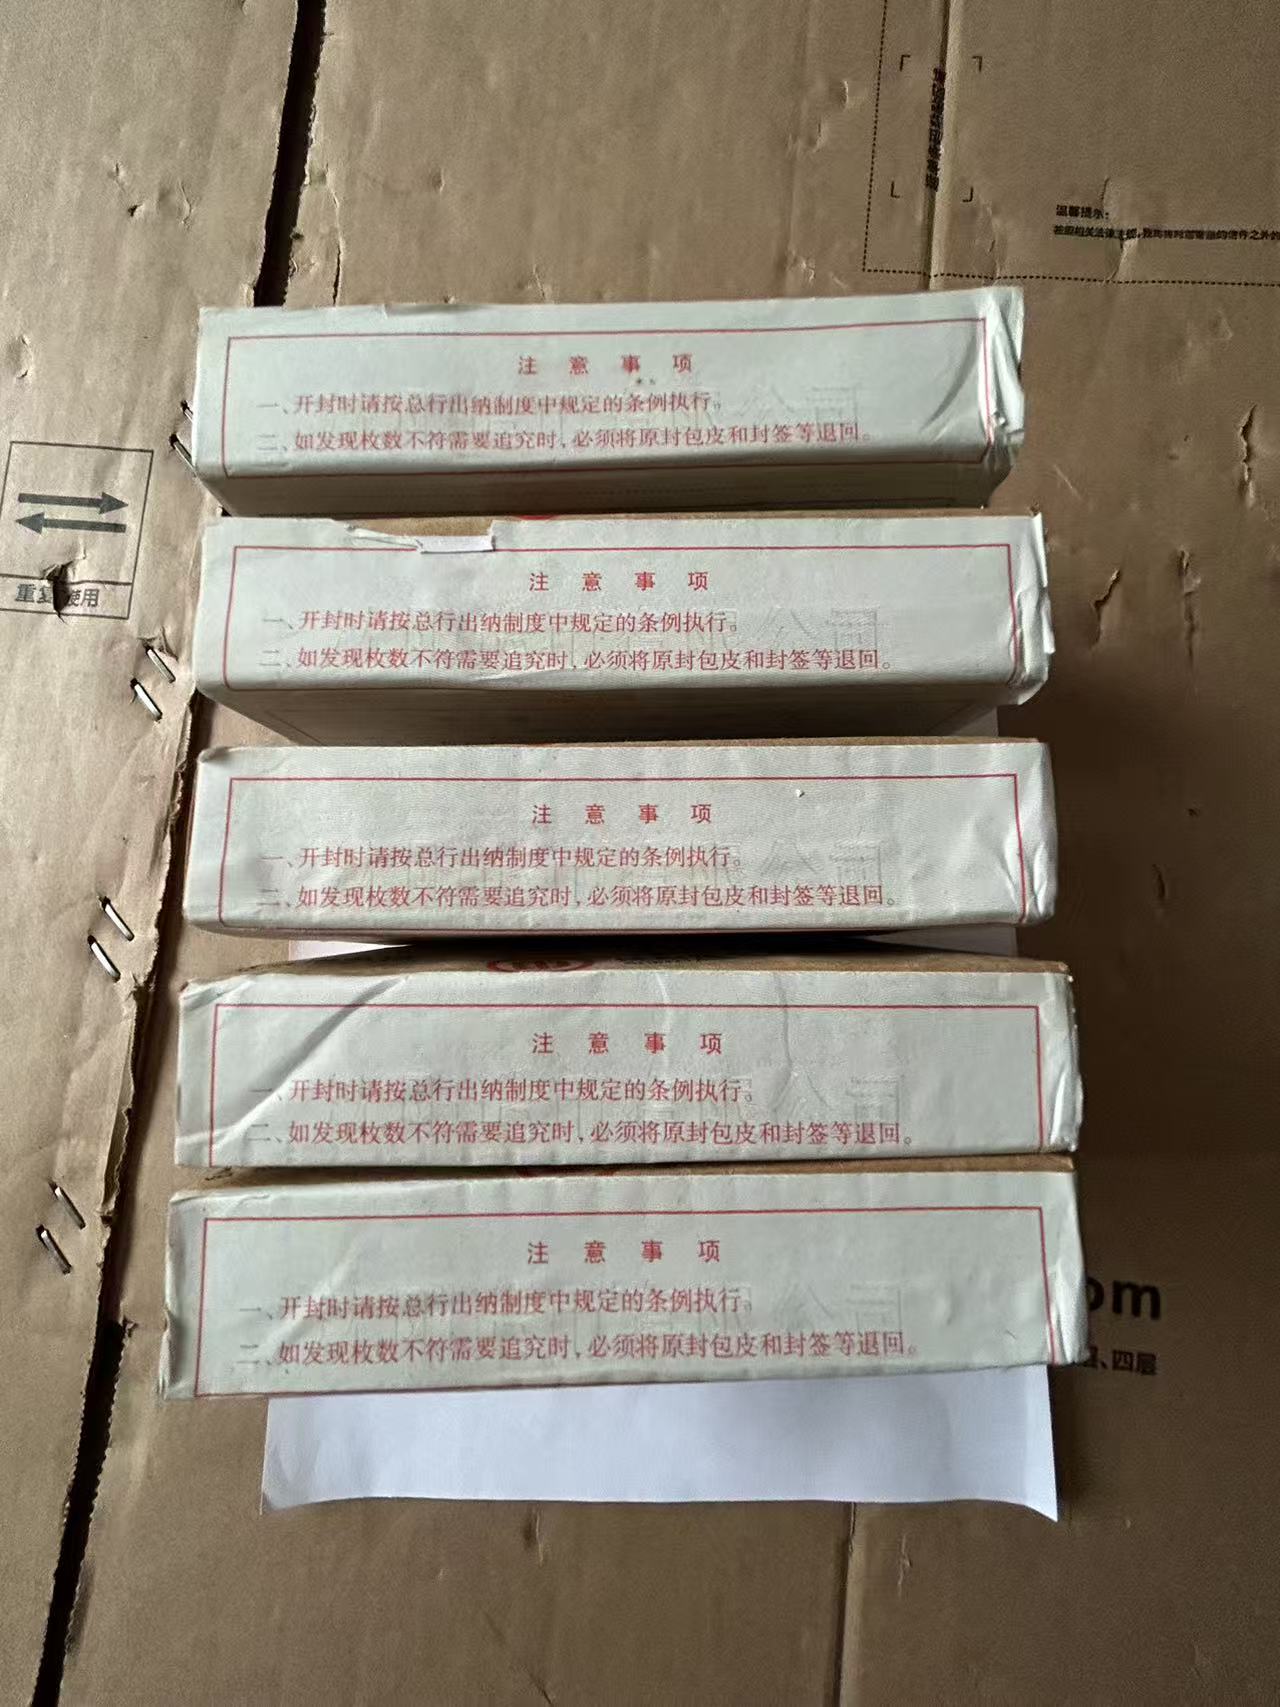 温馨提示:
注意事项
一、开封时请按总行出纳制度中规定的条例执行。
二、如发现枚数不符需要追究时,必须将原封包皮和封签等退回。
重复使用
注意事项
一、开封时请按总行出纳制度中规定的条例执行。
二、如发现枚数不符需要追究时,必须将原封包皮和封签等退回。
注意事项
一、开封时请按总行出纳制度中规定的条例执行。
二、如发现枚数不符需要追究时,必须将原封包皮和封签等退回。
注意事项
一、开封时请按总行出纳制度中规定的条例执行。
二、如发现枚数不符需要追究时,必须将原封包皮和封签等退回。
注意事项
一、开封时请按总行出纳制度中规定的条例执行。
二、如发现枚数不符需要追究时,必须将原封包皮和封签等退回。
om
、四层